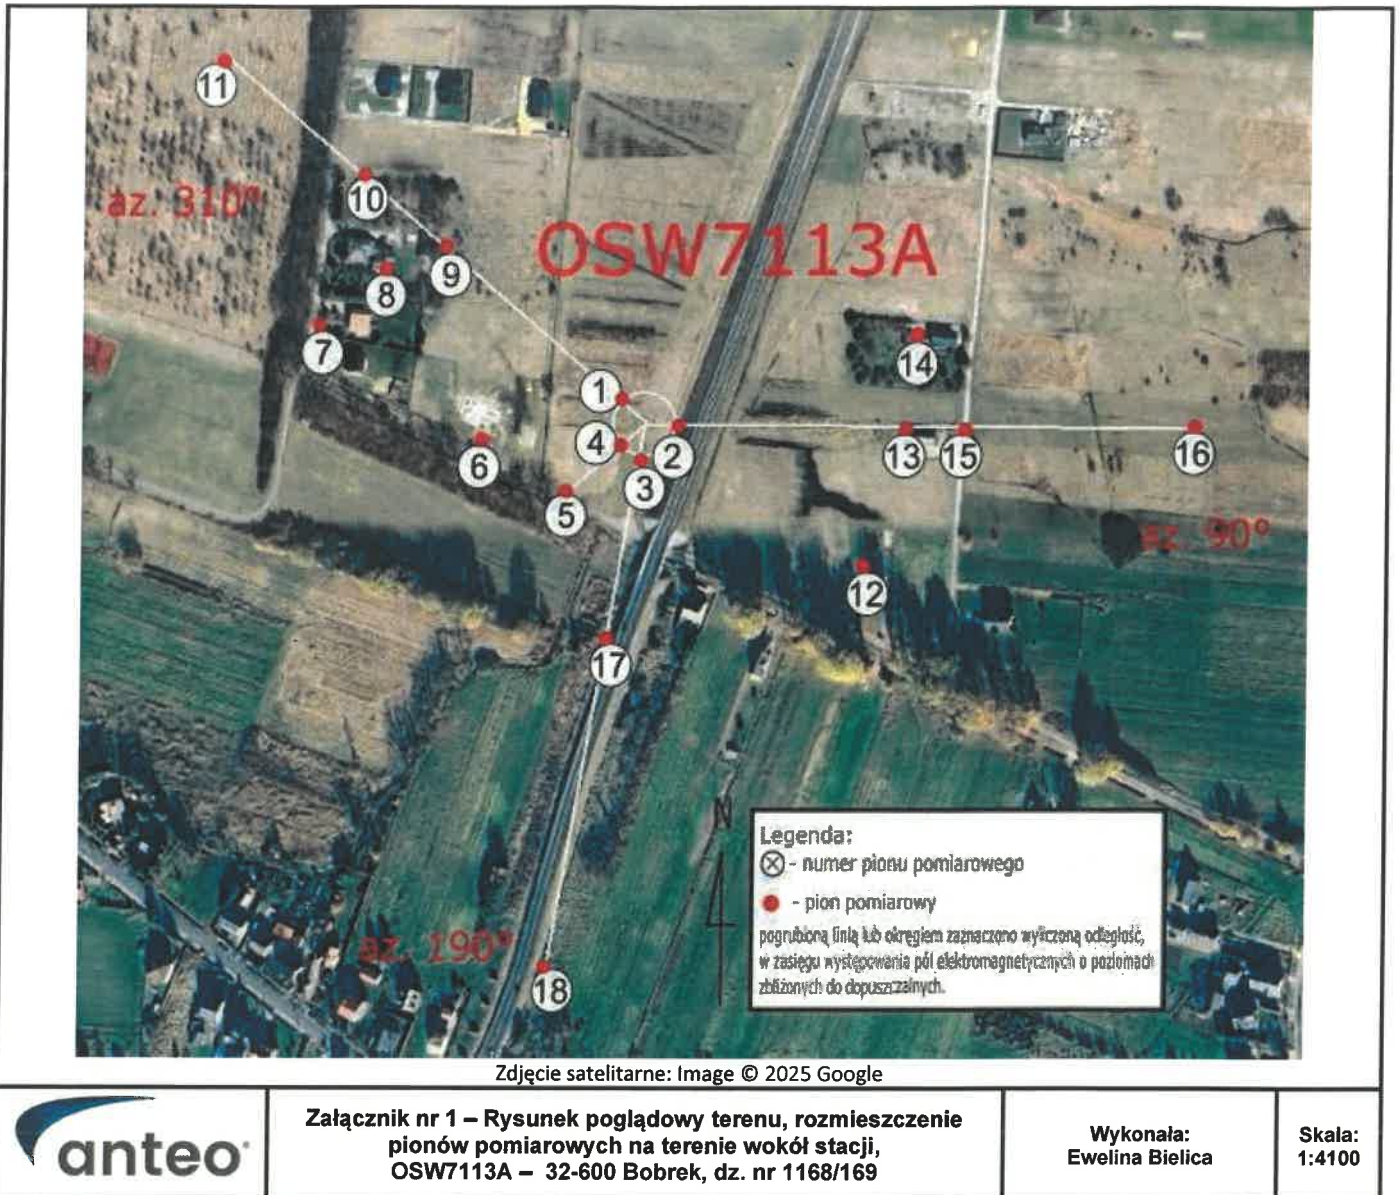 11
10
az. 310°
OSW7113A
9
8
7
14
1
4
2
13
15
16
6
3
5
az. 90°
12
17
N
Legenda:
- numer pionu pomiarowego
- pion pomiarowy
pogrubioną linią lub okręgiem zaznaczono wyliczoną odległość,
w zasięgu występowania pól elektromagnetycznych o poziomach
zbliżonych do dopuszczalnych.
az. 190°
18
Zdjęcie satelitarne: Image © 2025 Google
anteo
Załącznik nr 1 – Rysunek poglądowy terenu, rozmieszczenie
pionów pomiarowych na terenie wokół stacji,
OSW7113A – 32-600 Bobrek, dz. nr 1168/169
Wykonała:
Ewelina Bielica
Skala:
1:4100